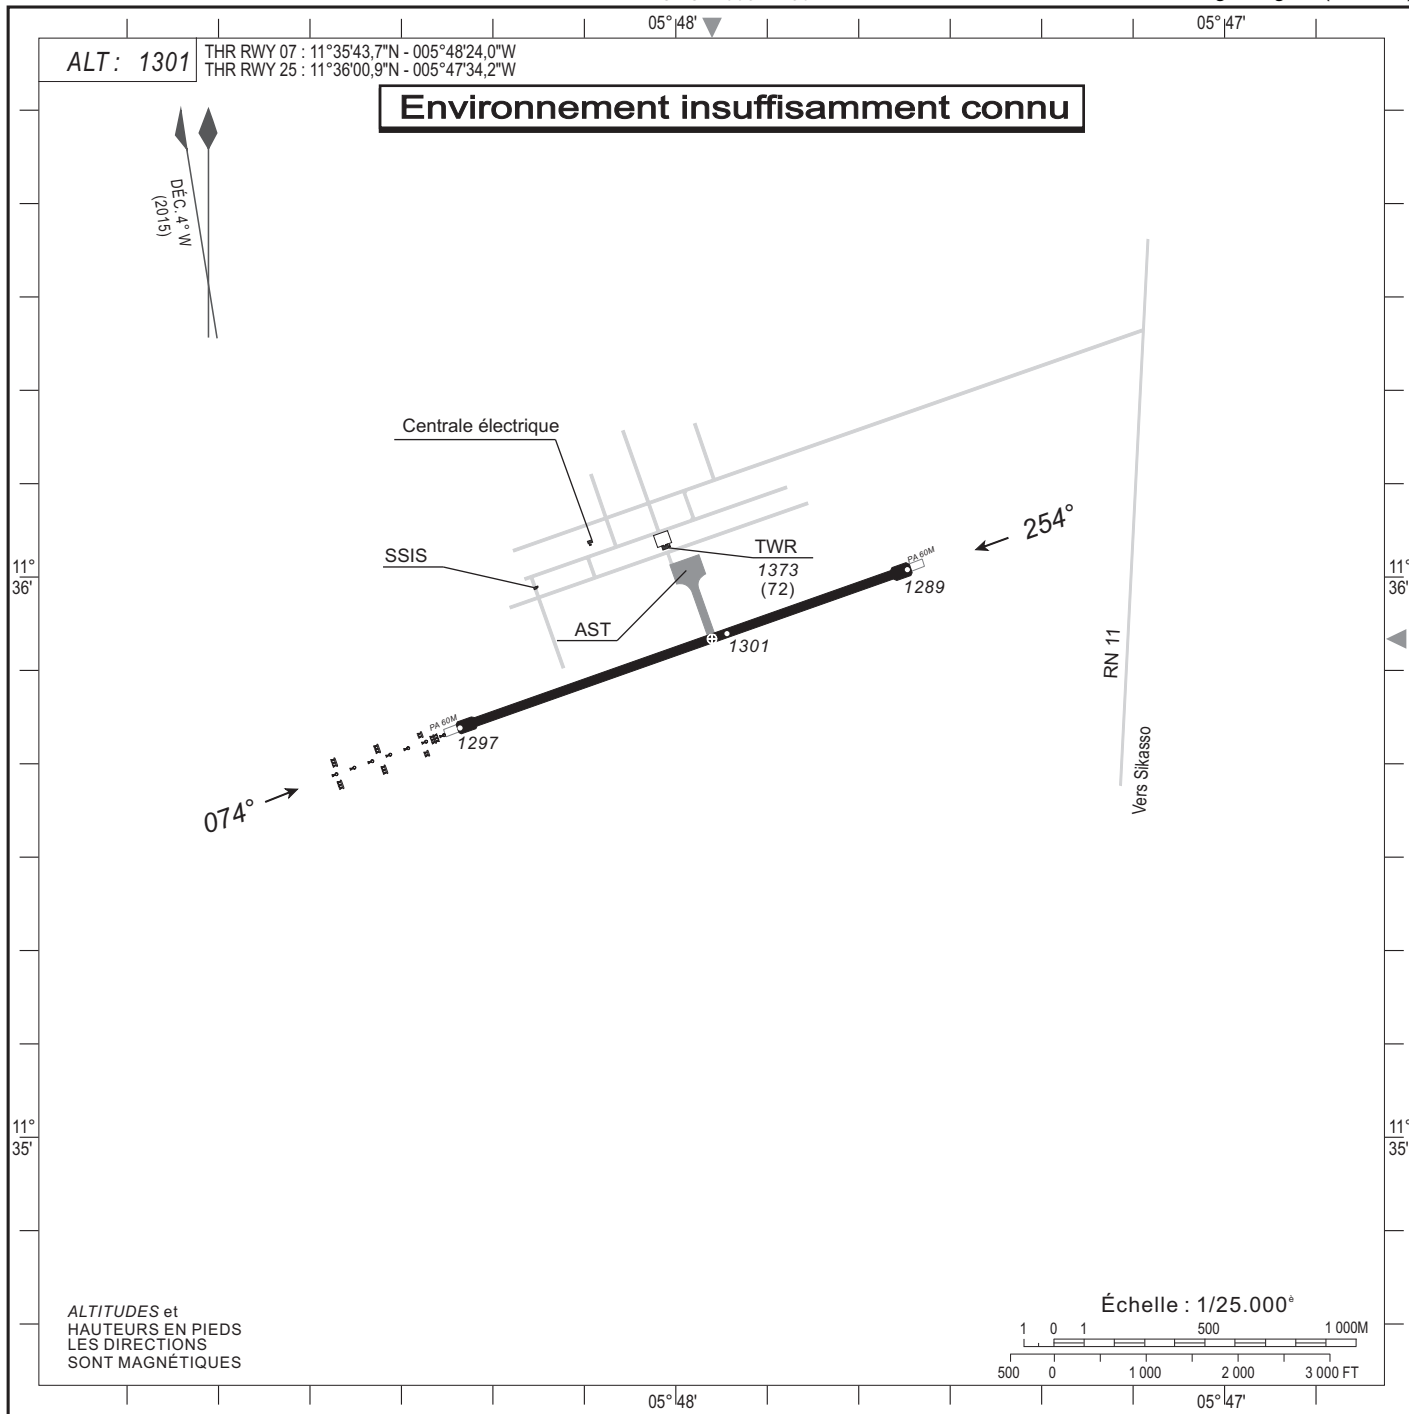 05° 48'
05° 47'
ALT : 1301
THR RWY 07 : 11°35'43,7"N - 005°48'24,0"W
THR RWY 25 : 11°36'00,9"N - 005°47'34,2"W
Environnement insuffisamment connu
DÉC. 4° W
(2015)
Centrale électrique
254°
SSIS
TWR
1373
(72)
PA 60M
1289
11°
36'
11°
36'
AST
1301
RN 11
PA 60M
1297
Vers Sikasso
074°
11°
35'
11°
35'
ALTITUDES et
HAUTEURS EN PIEDS
LES DIRECTIONS
SONT MAGNÉTIQUES
Échelle : 1/25.000è
1 0 1 500 1 000M
500 0 1 000 2 000 3 000 FT
05° 48'
05° 47'